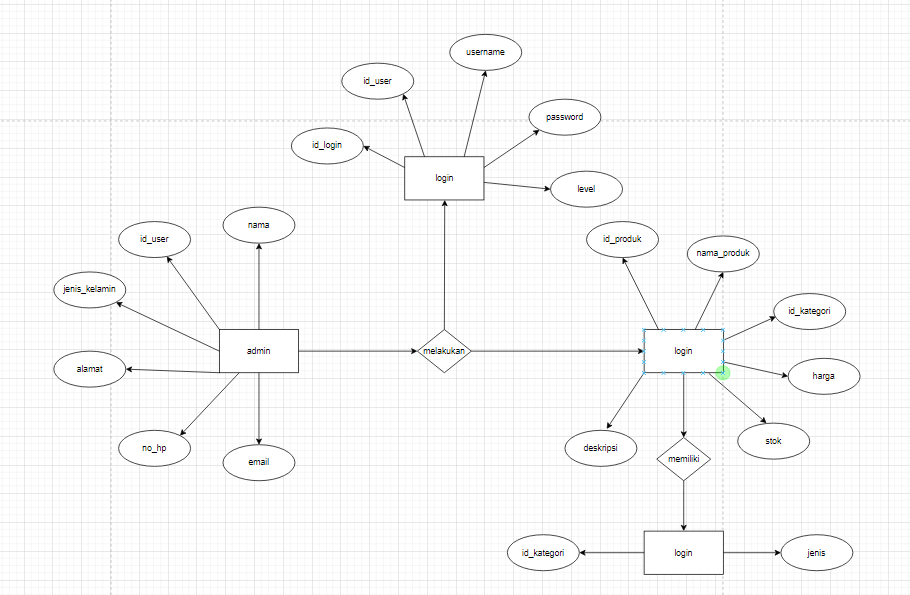 username
id_user
password
id_login
login
level
nama
id_user
id_produk
nama_produk
jenis_kelamin
id_kategori
admin
melakukan
login
alamat
harga
no_hp
email
deskripsi
memiliki
stok
id_kategori
login
jenis